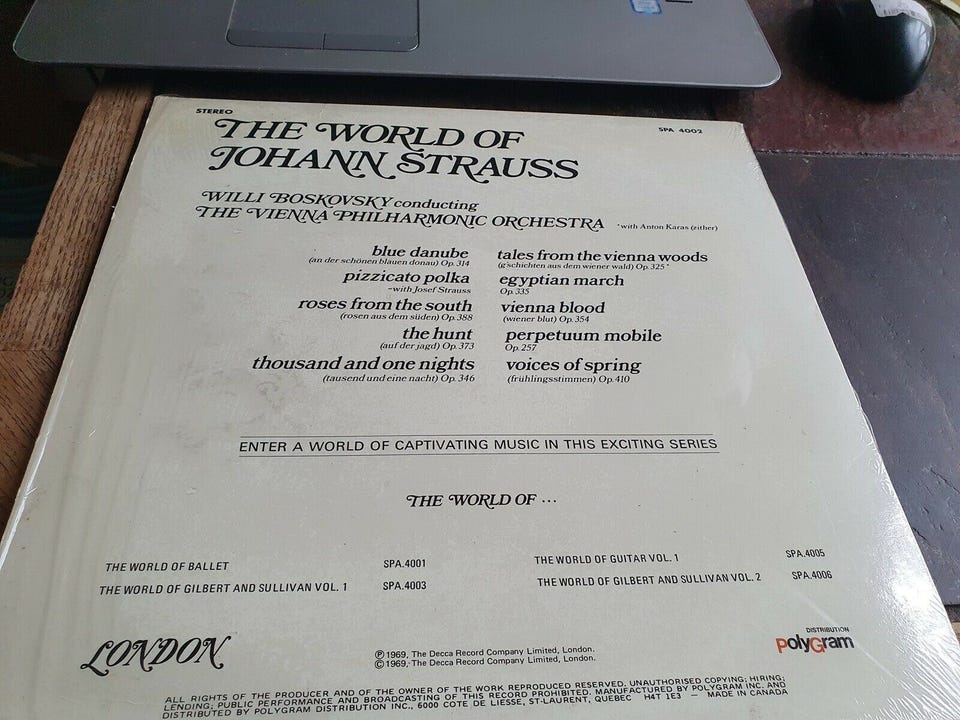 STEREO
SPA 4002
THE WORLD OF
JOHANN STRAUSS
WILLI BOSKOVSKY conducting
THE VIENNA PHILHARMONIC ORCHESTRA *with Anton Karas (zither)
blue danube
(an der schönen blauen donau) Op. 314
pizzicato polka
–with Josef Strauss
roses from the south
(rosen aus dem süden) Op. 388
the hunt
(auf der jagd) Op. 373
thousand and one nights
(tausend und eine nacht) Op. 346
tales from the vienna woods
(g'schichten aus dem wiener wald) Op. 325*
egyptian march
Op. 335
vienna blood
(wiener blut) Op. 354
perpetuum mobile
Op. 257
voices of spring
(frühlingsstimmen) Op. 410
ENTER A WORLD OF CAPTIVATING MUSIC IN THIS EXCITING SERIES
THE WORLD OF ...
THE WORLD OF BALLET SPA.4001
THE WORLD OF GILBERT AND SULLIVAN VOL. 1 SPA.4003
THE WORLD OF GUITAR VOL. 1 SPA.4005
THE WORLD OF GILBERT AND SULLIVAN VOL. 2 SPA.4006
LONDON
℗ 1969, The Decca Record Company Limited, London.
© 1969, The Decca Record Company Limited, London.
DISTRIBUTION
polyGram
ALL RIGHTS OF THE PRODUCER AND OF THE OWNER OF THE WORK REPRODUCED RESERVED. UNAUTHORISED COPYING; HIRING;
LENDING; PUBLIC PERFORMANCE AND BROADCASTING OF THIS RECORD PROHIBITED. MANUFACTURED BY POLYGRAM INC. AND
DISTRIBUTED BY POLYGRAM DISTRIBUTION INC., 6000 COTE DE LIESSE, ST-LAURENT, QUEBEC H4T 1E3 — MADE IN CANADA